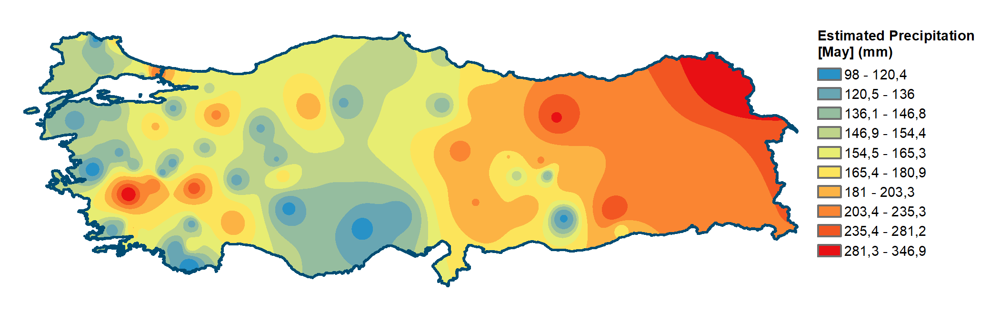 Estimated Precipitation
[May] (mm)
98 - 120,4
120,5 - 136
136,1 - 146,8
146,9 - 154,4
154,5 - 165,3
165,4 - 180,9
181 - 203,3
203,4 - 235,3
235,4 - 281,2
281,3 - 346,9